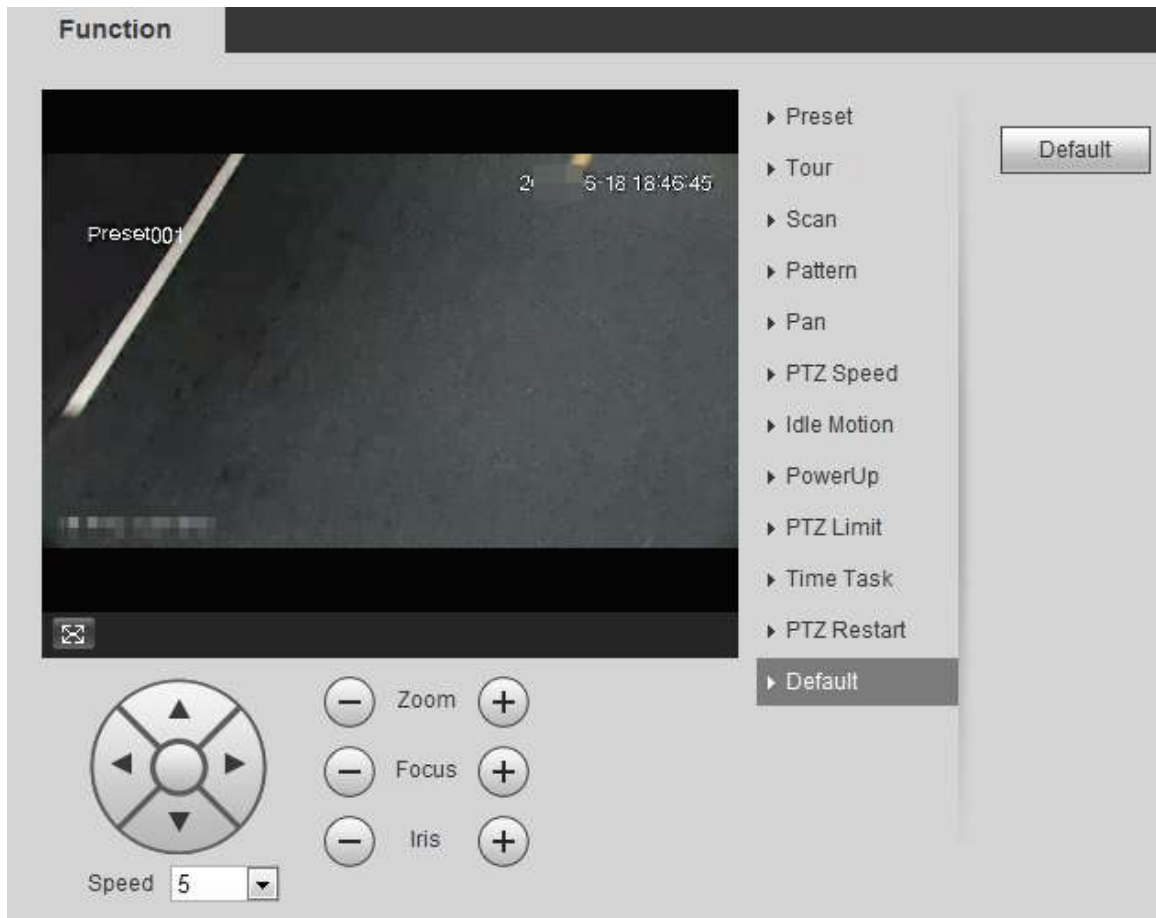 Function
Preset001
6-18 18:46:45
Preset
Tour
Scan
Pattern
Pan
PTZ Speed
Idle Motion
PowerUp
PTZ Limit
Time Task
PTZ Restart
Default
Default
Zoom
Focus
Iris
Speed 5